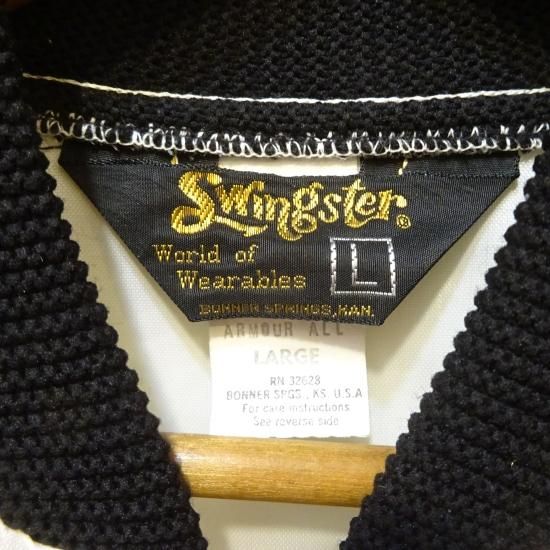 Swingster®
World of
Wearables
L
BONNER SPRINGS, KAN.
ARMOUR ALL
LARGE
RN 32628
BONNER SPGS., KS. U.S.A
For care instructions
See reverse side